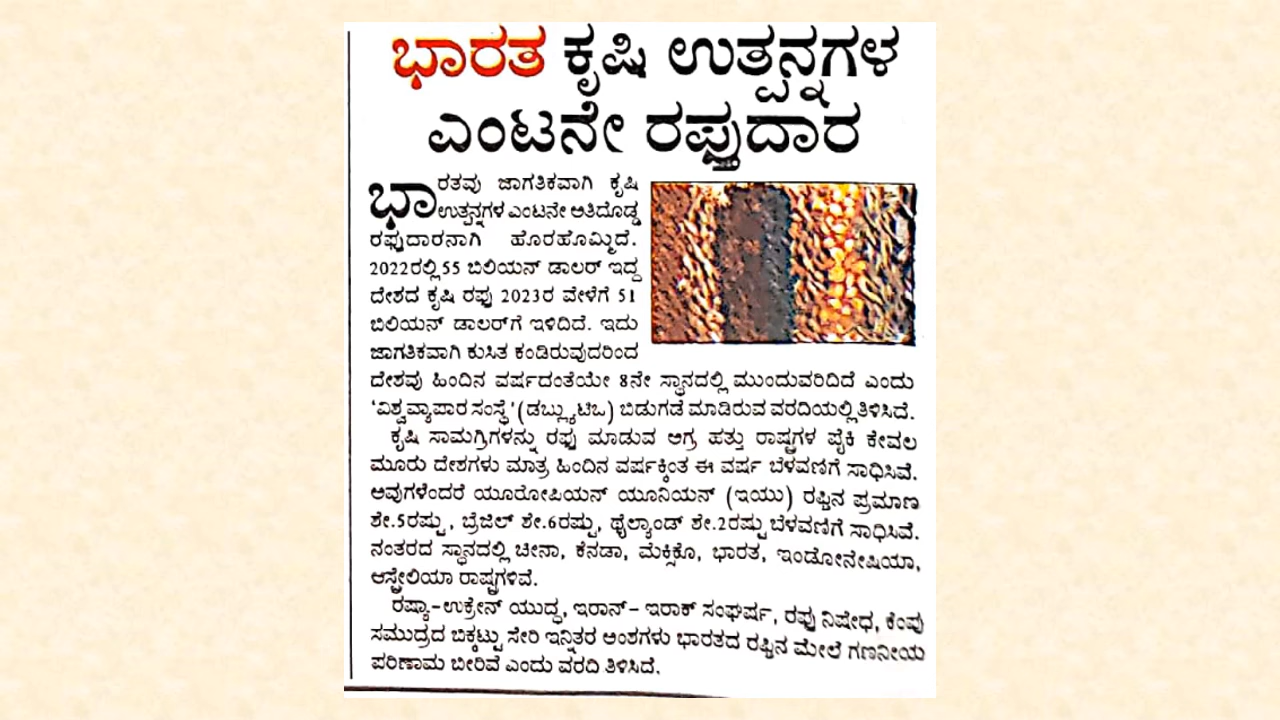 ಭಾರತ ಕೃಷಿ ಉತ್ಪನ್ನಗಳ
ಎಂಟನೇ ರಫ್ತುದಾರ
ಭಾರತವು ಜಾಗತಿಕವಾಗಿ ಕೃಷಿ
ಉತ್ಪನ್ನಗಳ ಎಂಟನೇ ಅತಿದೊಡ್ಡ
ರಫ್ತುದಾರನಾಗಿ ಹೊರಹೊಮ್ಮಿದೆ.
2022ರಲ್ಲಿ 55 ಬಿಲಿಯನ್ ಡಾಲರ್ ಇದ್ದ
ದೇಶದ ಕೃಷಿ ರಫ್ತು 2023ರ ವೇಳೆಗೆ 51
ಬಿಲಿಯನ್ ಡಾಲರ್‌ಗೆ ಇಳಿದಿದೆ. ಇದು
ಜಾಗತಿಕವಾಗಿ ಕುಸಿತ ಕಂಡಿರುವುದರಿಂದ
ದೇಶವು ಹಿಂದಿನ ವರ್ಷದಂತೆಯೇ 8ನೇ ಸ್ಥಾನದಲ್ಲಿ ಮುಂದುವರಿದಿದೆ ಎಂದು
'ವಿಶ್ವವ್ಯಾಪಾರ ಸಂಸ್ಥೆ' (ಡಬ್ಲ್ಯುಟಿಒ) ಬಿಡುಗಡೆ ಮಾಡಿರುವ ವರದಿಯಲ್ಲಿ ತಿಳಿಸಿದೆ.
ಕೃಷಿ ಸಾಮಗ್ರಿಗಳನ್ನು ರಫ್ತು ಮಾಡುವ ಅಗ್ರ ಹತ್ತು ರಾಷ್ಟ್ರಗಳ ಪೈಕಿ ಕೇವಲ
ಮೂರು ದೇಶಗಳು ಮಾತ್ರ ಹಿಂದಿನ ವರ್ಷಕ್ಕಿಂತ ಈ ವರ್ಷ ಬೆಳವಣಿಗೆ ಸಾಧಿಸಿವೆ.
ಅವುಗಳೆಂದರೆ ಯೂರೋಪಿಯನ್ ಯೂನಿಯನ್ (ಇಯು) ರಫ್ತಿನ ಪ್ರಮಾಣ
ಶೇ.5ರಷ್ಟು, ಬ್ರೆಜಿಲ್ ಶೇ.6ರಷ್ಟು, ಥೈಲ್ಯಾಂಡ್ ಶೇ.2ರಷ್ಟು ಬೆಳವಣಿಗೆ ಸಾಧಿಸಿವೆ.
ನಂತರದ ಸ್ಥಾನದಲ್ಲಿ ಚೀನಾ, ಕೆನಡಾ, ಮೆಕ್ಸಿಕೊ, ಭಾರತ, ಇಂಡೋನೇಷಿಯಾ,
ಆಸ್ಟ್ರೇಲಿಯಾ ರಾಷ್ಟ್ರಗಳಿವೆ.
ರಷ್ಯಾ-ಉಕ್ರೇನ್ ಯುದ್ಧ, ಇರಾನ್- ಇರಾಕ್ ಸಂಘರ್ಷ, ರಫ್ತು ನಿಷೇಧ, ಕೆಂಪು
ಸಮುದ್ರದ ಬಿಕ್ಕಟ್ಟು ಸೇರಿ ಇನ್ನಿತರ ಅಂಶಗಳು ಭಾರತದ ರಫ್ತಿನ ಮೇಲೆ ಗಣನೀಯ
ಪರಿಣಾಮ ಬೀರಿವೆ ಎಂದು ವರದಿ ತಿಳಿಸಿದೆ.